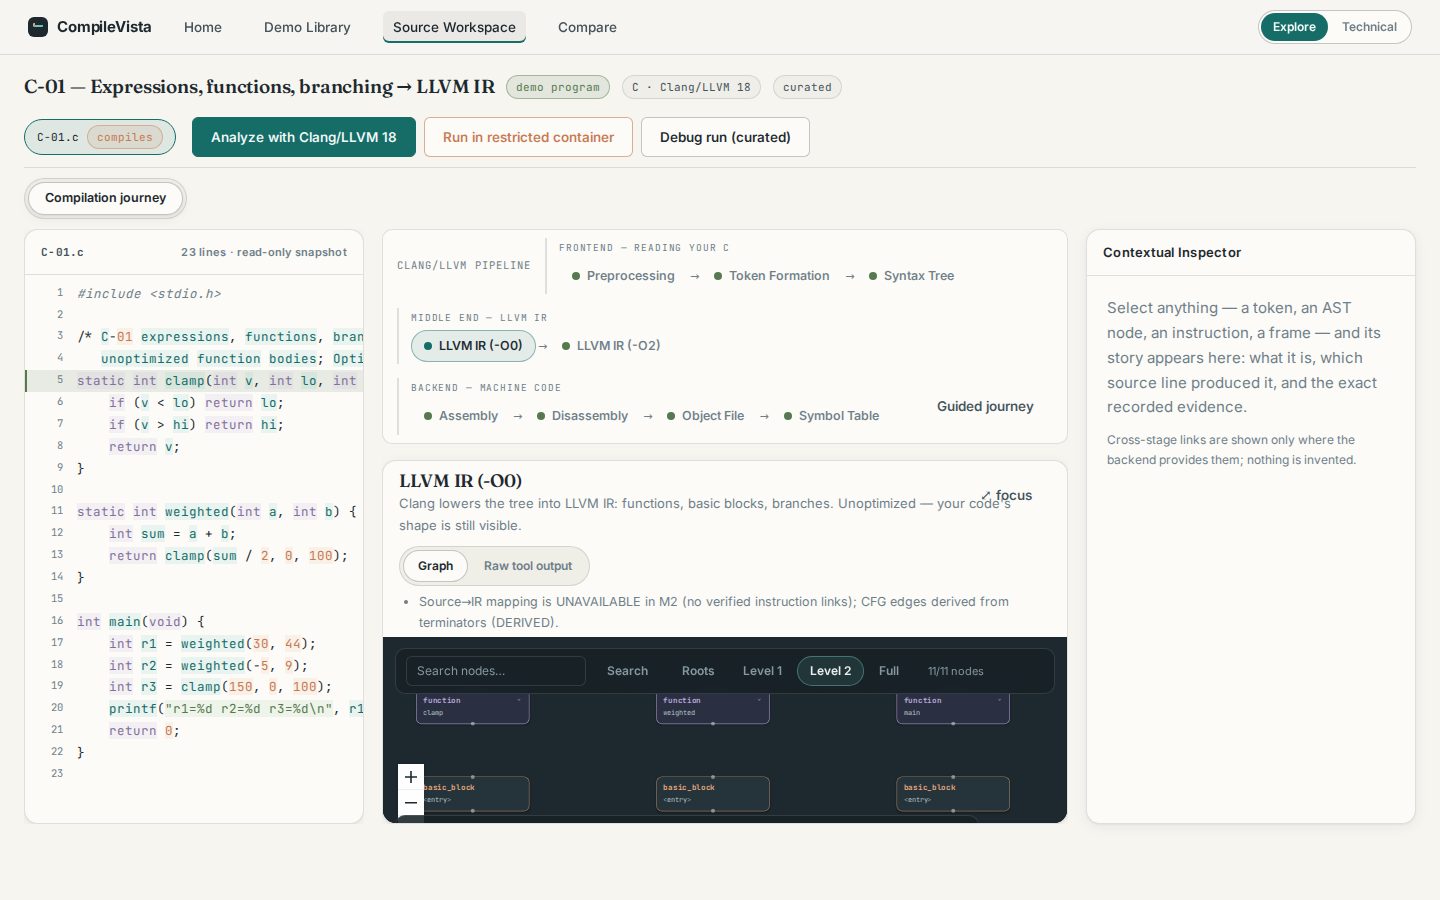 CompileVista
Home
Demo Library
Source Workspace
Compare
Explore
Technical
C-01 — Expressions, functions, branching → LLVM IR
demo program
C · Clang/LLVM 18
curated
C-01.c
compiles
Analyze with Clang/LLVM 18
Run in restricted container
Debug run (curated)
Compilation journey
C-01.c
23 lines · read-only snapshot
1 #include <stdio.h>
2
3 /* C-01 expressions, functions, bran
4 unoptimized function bodies; Opti
5 static int clamp(int v, int lo, int
6 if (v < lo) return lo;
7 if (v > hi) return hi;
8 return v;
9 }
10
11 static int weighted(int a, int b) {
12 int sum = a + b;
13 return clamp(sum / 2, 0, 100);
14 }
15
16 int main(void) {
17 int r1 = weighted(30, 44);
18 int r2 = weighted(-5, 9);
19 int r3 = clamp(150, 0, 100);
20 printf("r1=%d r2=%d r3=%d\n", r1
21 return 0;
22 }
23
CLANG/LLVM PIPELINE
FRONTEND — READING YOUR C
Preprocessing → Token Formation → Syntax Tree
MIDDLE END — LLVM IR
LLVM IR (-O0) → LLVM IR (-O2)
BACKEND — MACHINE CODE
Assembly → Disassembly → Object File → Symbol Table
Guided journey
LLVM IR (-O0)
⤢ focus
Clang lowers the tree into LLVM IR: functions, basic blocks, branches. Unoptimized — your code's
shape is still visible.
Graph
Raw tool output
• Source→IR mapping is UNAVAILABLE in M2 (no verified instruction links); CFG edges derived from
terminators (DERIVED).
Search nodes...
Search
Roots
Level 1
Level 2
Full
11/11 nodes
function
clamp
function
weighted
function
main
+
−
basic_block
<entry>
basic_block
<entry>
basic_block
<entry>
Contextual Inspector
Select anything — a token, an AST
node, an instruction, a frame — and its
story appears here: what it is, which
source line produced it, and the exact
recorded evidence.
Cross-stage links are shown only where the
backend provides them; nothing is invented.